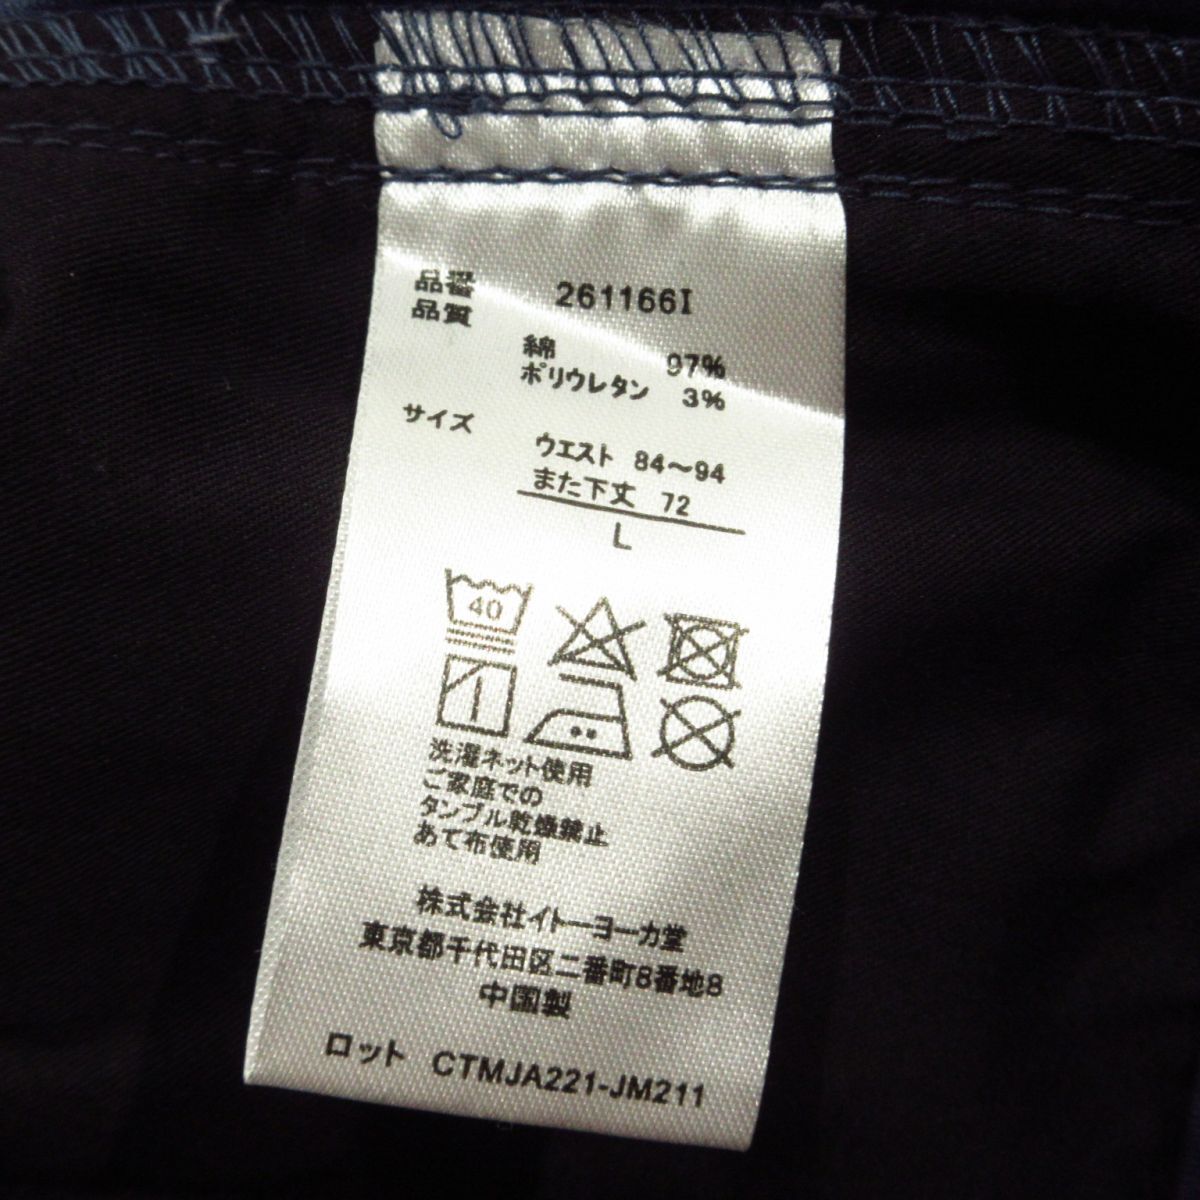 品番 261166I
品質
綿 97%
ポリウレタン 3%
サイズ
ウエスト 84～94
また下丈 72
L
40
洗濯ネット使用
ご家庭での
タンブル乾燥禁止
あて布使用
株式会社イトーヨーカ堂
東京都千代田区二番町8番地8
中国製
ロット CTMJA221-JM211